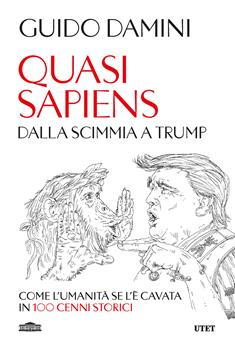 GUIDO DAMINI
QUASI
SAPIENS
DALLA SCIMMIA A TRUMP
COME L'UMANITÀ SE L'È CAVATA
IN 100 CENNI STORICI
UTET